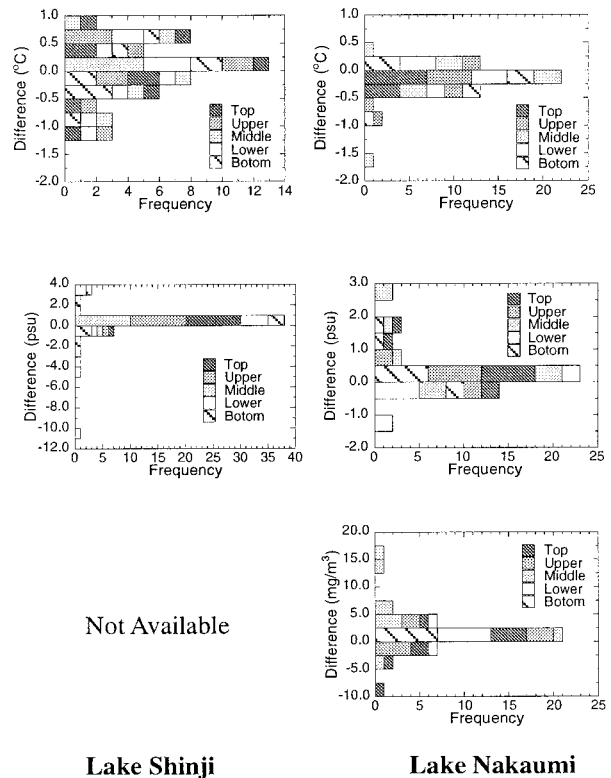 Difference (°C)
1.0
0.5
0.0
-0.5
-1.0
-1.5
-2.0
Top
Upper
Middle
Lower
Botom
0 2 4 6 8 10 12 14
Frequency
Difference (°C)
1.0
0.5
0.0
-0.5
-1.0
-1.5
-2.0
Top
Upper
Middle
Lower
Botom
0 5 10 15 20 25
Frequency
Difference (psu)
4.0
2.0
0.0
-2.0
-4.0
-6.0
-8.0
-10.0
-12.0
Top
Upper
Middle
Lower
Botom
0 5 10 15 20 25 30 35 40
Frequency
Difference (psu)
3.0
2.0
1.0
0.0
-1.0
-2.0
Top
Upper
Middle
Lower
Botom
0 5 10 15 20 25
Frequency
Not Available
Difference (mg/m³)
20.0
15.0
10.0
5.0
0.0
-5.0
-10.0
Top
Upper
Middle
Lower
Botom
0 5 10 15 20 25
Frequency
Lake Shinji
Lake Nakaumi